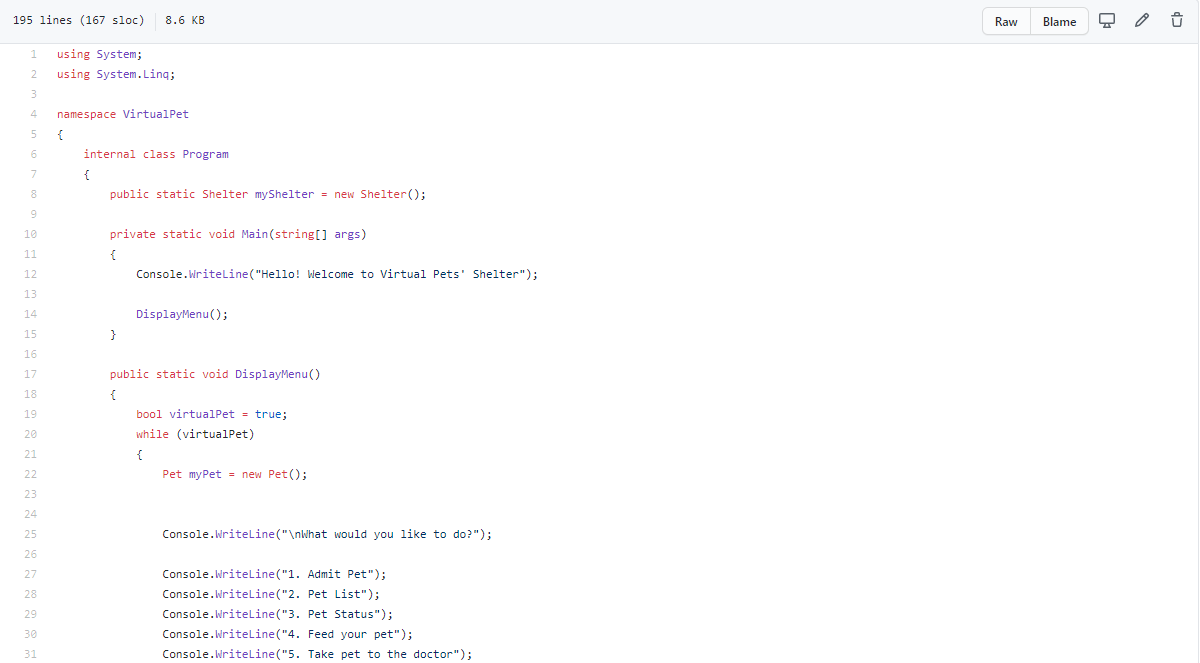 195 lines (167 sloc) 8.6 KB Raw Blame
1 using System;
2 using System.Linq;
3
4 namespace VirtualPet
5 {
6     internal class Program
7     {
8         public static Shelter myShelter = new Shelter();
9
10         private static void Main(string[] args)
11         {
12             Console.WriteLine("Hello! Welcome to Virtual Pets' Shelter");
13
14             DisplayMenu();
15         }
16
17         public static void DisplayMenu()
18         {
19             bool virtualPet = true;
20             while (virtualPet)
21             {
22                 Pet myPet = new Pet();
23
24
25                 Console.WriteLine("\nWhat would you like to do?");
26
27                 Console.WriteLine("1. Admit Pet");
28                 Console.WriteLine("2. Pet List");
29                 Console.WriteLine("3. Pet Status");
30                 Console.WriteLine("4. Feed your pet");
31                 Console.WriteLine("5. Take pet to the doctor");